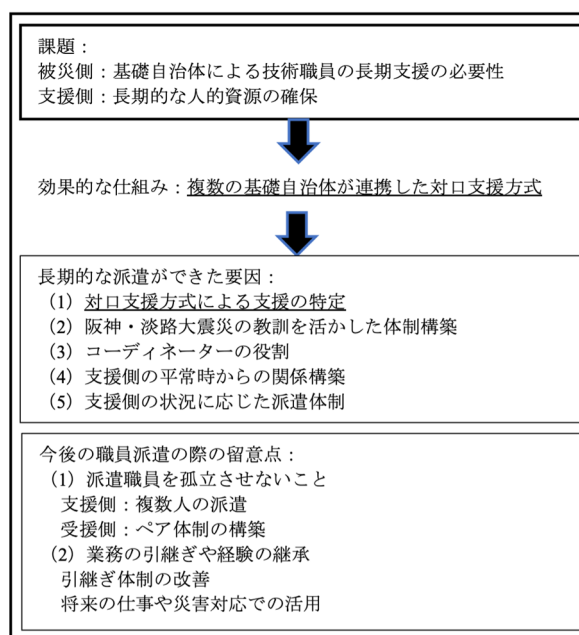 課題：
被災側：基礎自治体による技術職員の長期支援の必要性
支援側：長期的な人的資源の確保
効果的な仕組み：複数の基礎自治体が連携した対口支援方式
長期的な派遣ができた要因：
（1）対口支援方式による支援の特定
（2）阪神・淡路大震災の教訓を活かした体制構築
（3）コーディネーターの役割
（4）支援側の平常時からの関係構築
（5）支援側の状況に応じた派遣体制
今後の職員派遣の際の留意点：
（1）派遣職員を孤立させないこと
支援側：複数人の派遣
受援側：ペア体制の構築
（2）業務の引継ぎや経験の継承
引継ぎ体制の改善
将来の仕事や災害対応での活用